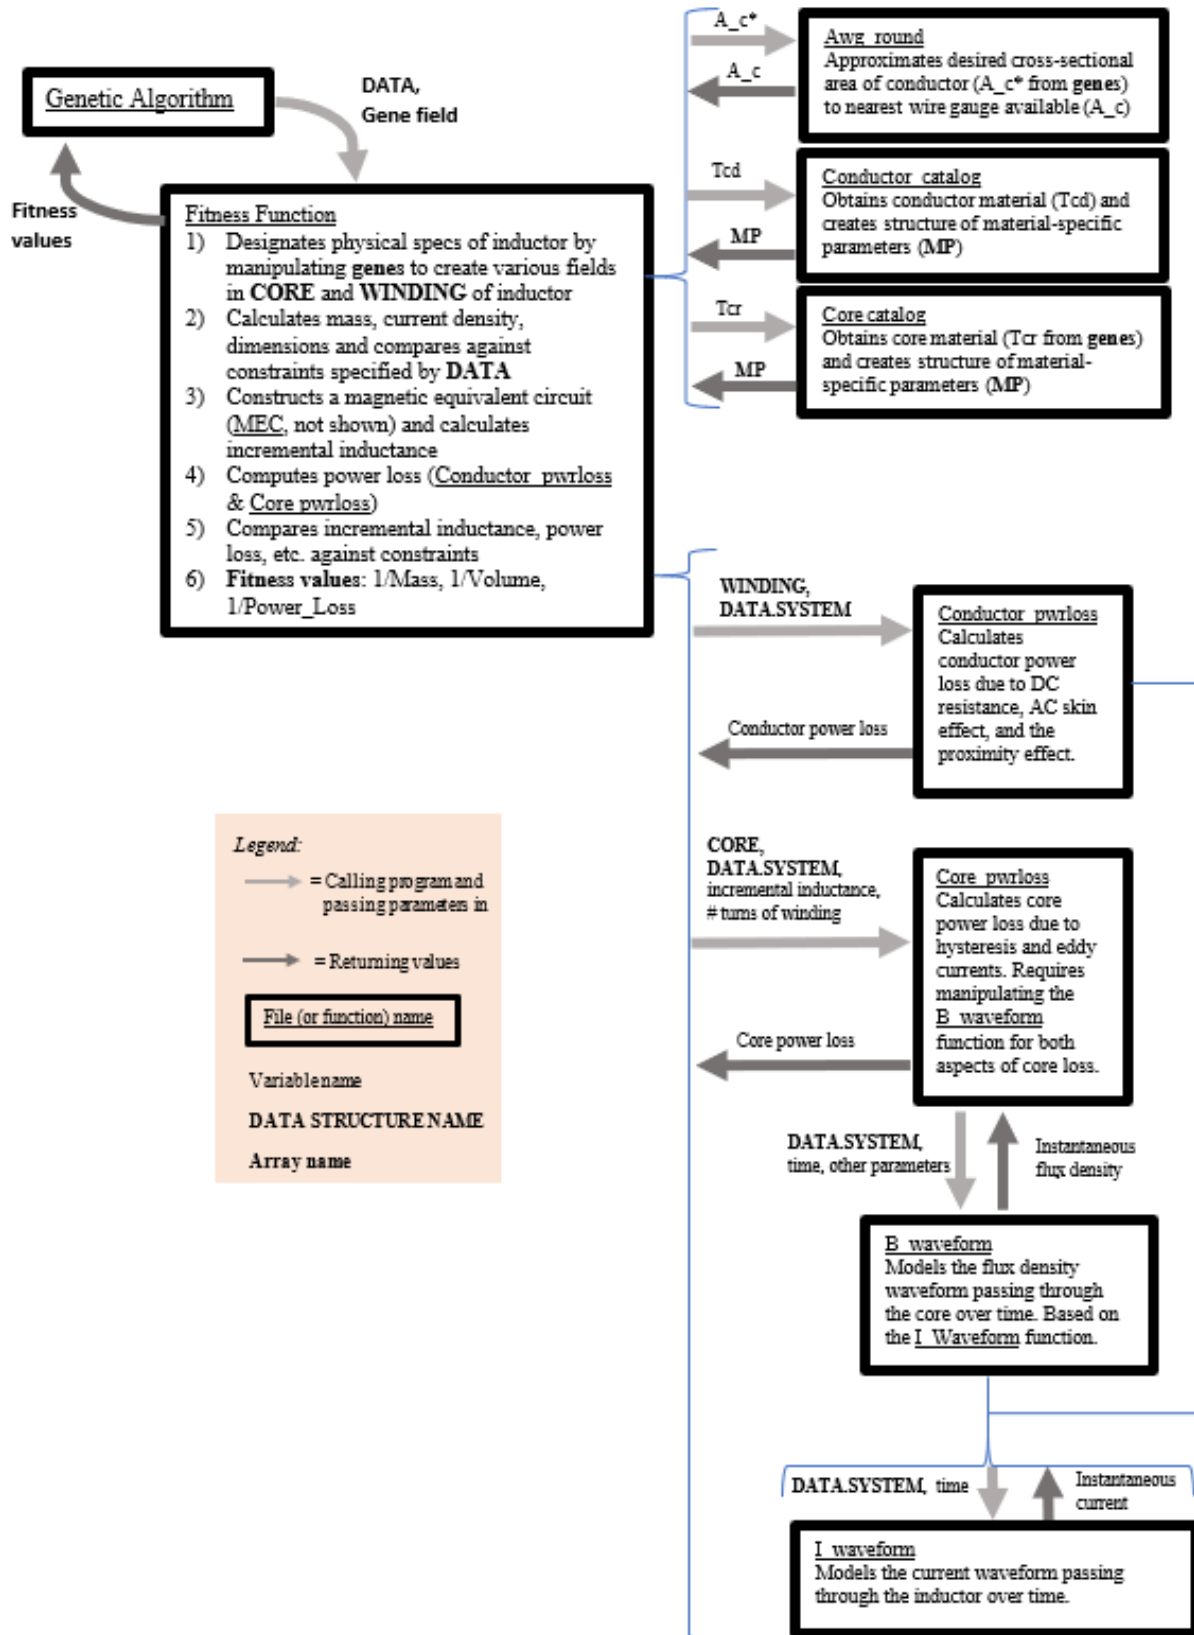 Genetic Algorithm
DATA,
Gene field
Fitness
values
Fitness Function
1) Designates physical specs of inductor by
manipulating genes to create various fields
in CORE and WINDING of inductor
2) Calculates mass, current density,
dimensions and compares against
constraints specified by DATA
3) Constructs a magnetic equivalent circuit
(MEC, not shown) and calculates
incremental inductance
4) Computes power loss (Conductor_pwrloss
& Core pwrloss)
5) Compares incremental inductance, power
loss, etc. against constraints
6) Fitness values: 1/Mass, 1/Volume,
1/Power_Loss
A_c*
A_c
Awg_round
Approximates desired cross-sectional
area of conductor (A_c* from genes)
to nearest wire gauge available (A_c)
Tcd
MP
Conductor_catalog
Obtains conductor material (Tcd) and
creates structure of material-specific
parameters (MP)
Tcr
MP
Core catalog
Obtains core material (Tcr from genes)
and creates structure of material-
specific parameters (MP)
WINDING,
DATA.SYSTEM
Conductor power loss
Conductor_pwrloss
Calculates
conductor power
loss due to DC
resistance, AC skin
effect, and the
proximity effect.
CORE,
DATA.SYSTEM,
incremental inductance,
# turns of winding
Core power loss
Core_pwrloss
Calculates core
power loss due to
hysteresis and eddy
currents. Requires
manipulating the
B_waveform
function for both
aspects of core loss.
Legend:
= Calling program and
passing parameters in
= Returning values
File (or function) name
Variable name
DATA STRUCTURE NAME
Array name
DATA.SYSTEM,
time, other parameters
Instantaneous
flux density
B_waveform
Models the flux density
waveform passing through
the core over time. Based on
the I_Waveform function.
DATA.SYSTEM, time
Instantaneous
current
I_waveform
Models the current waveform passing
through the inductor over time.